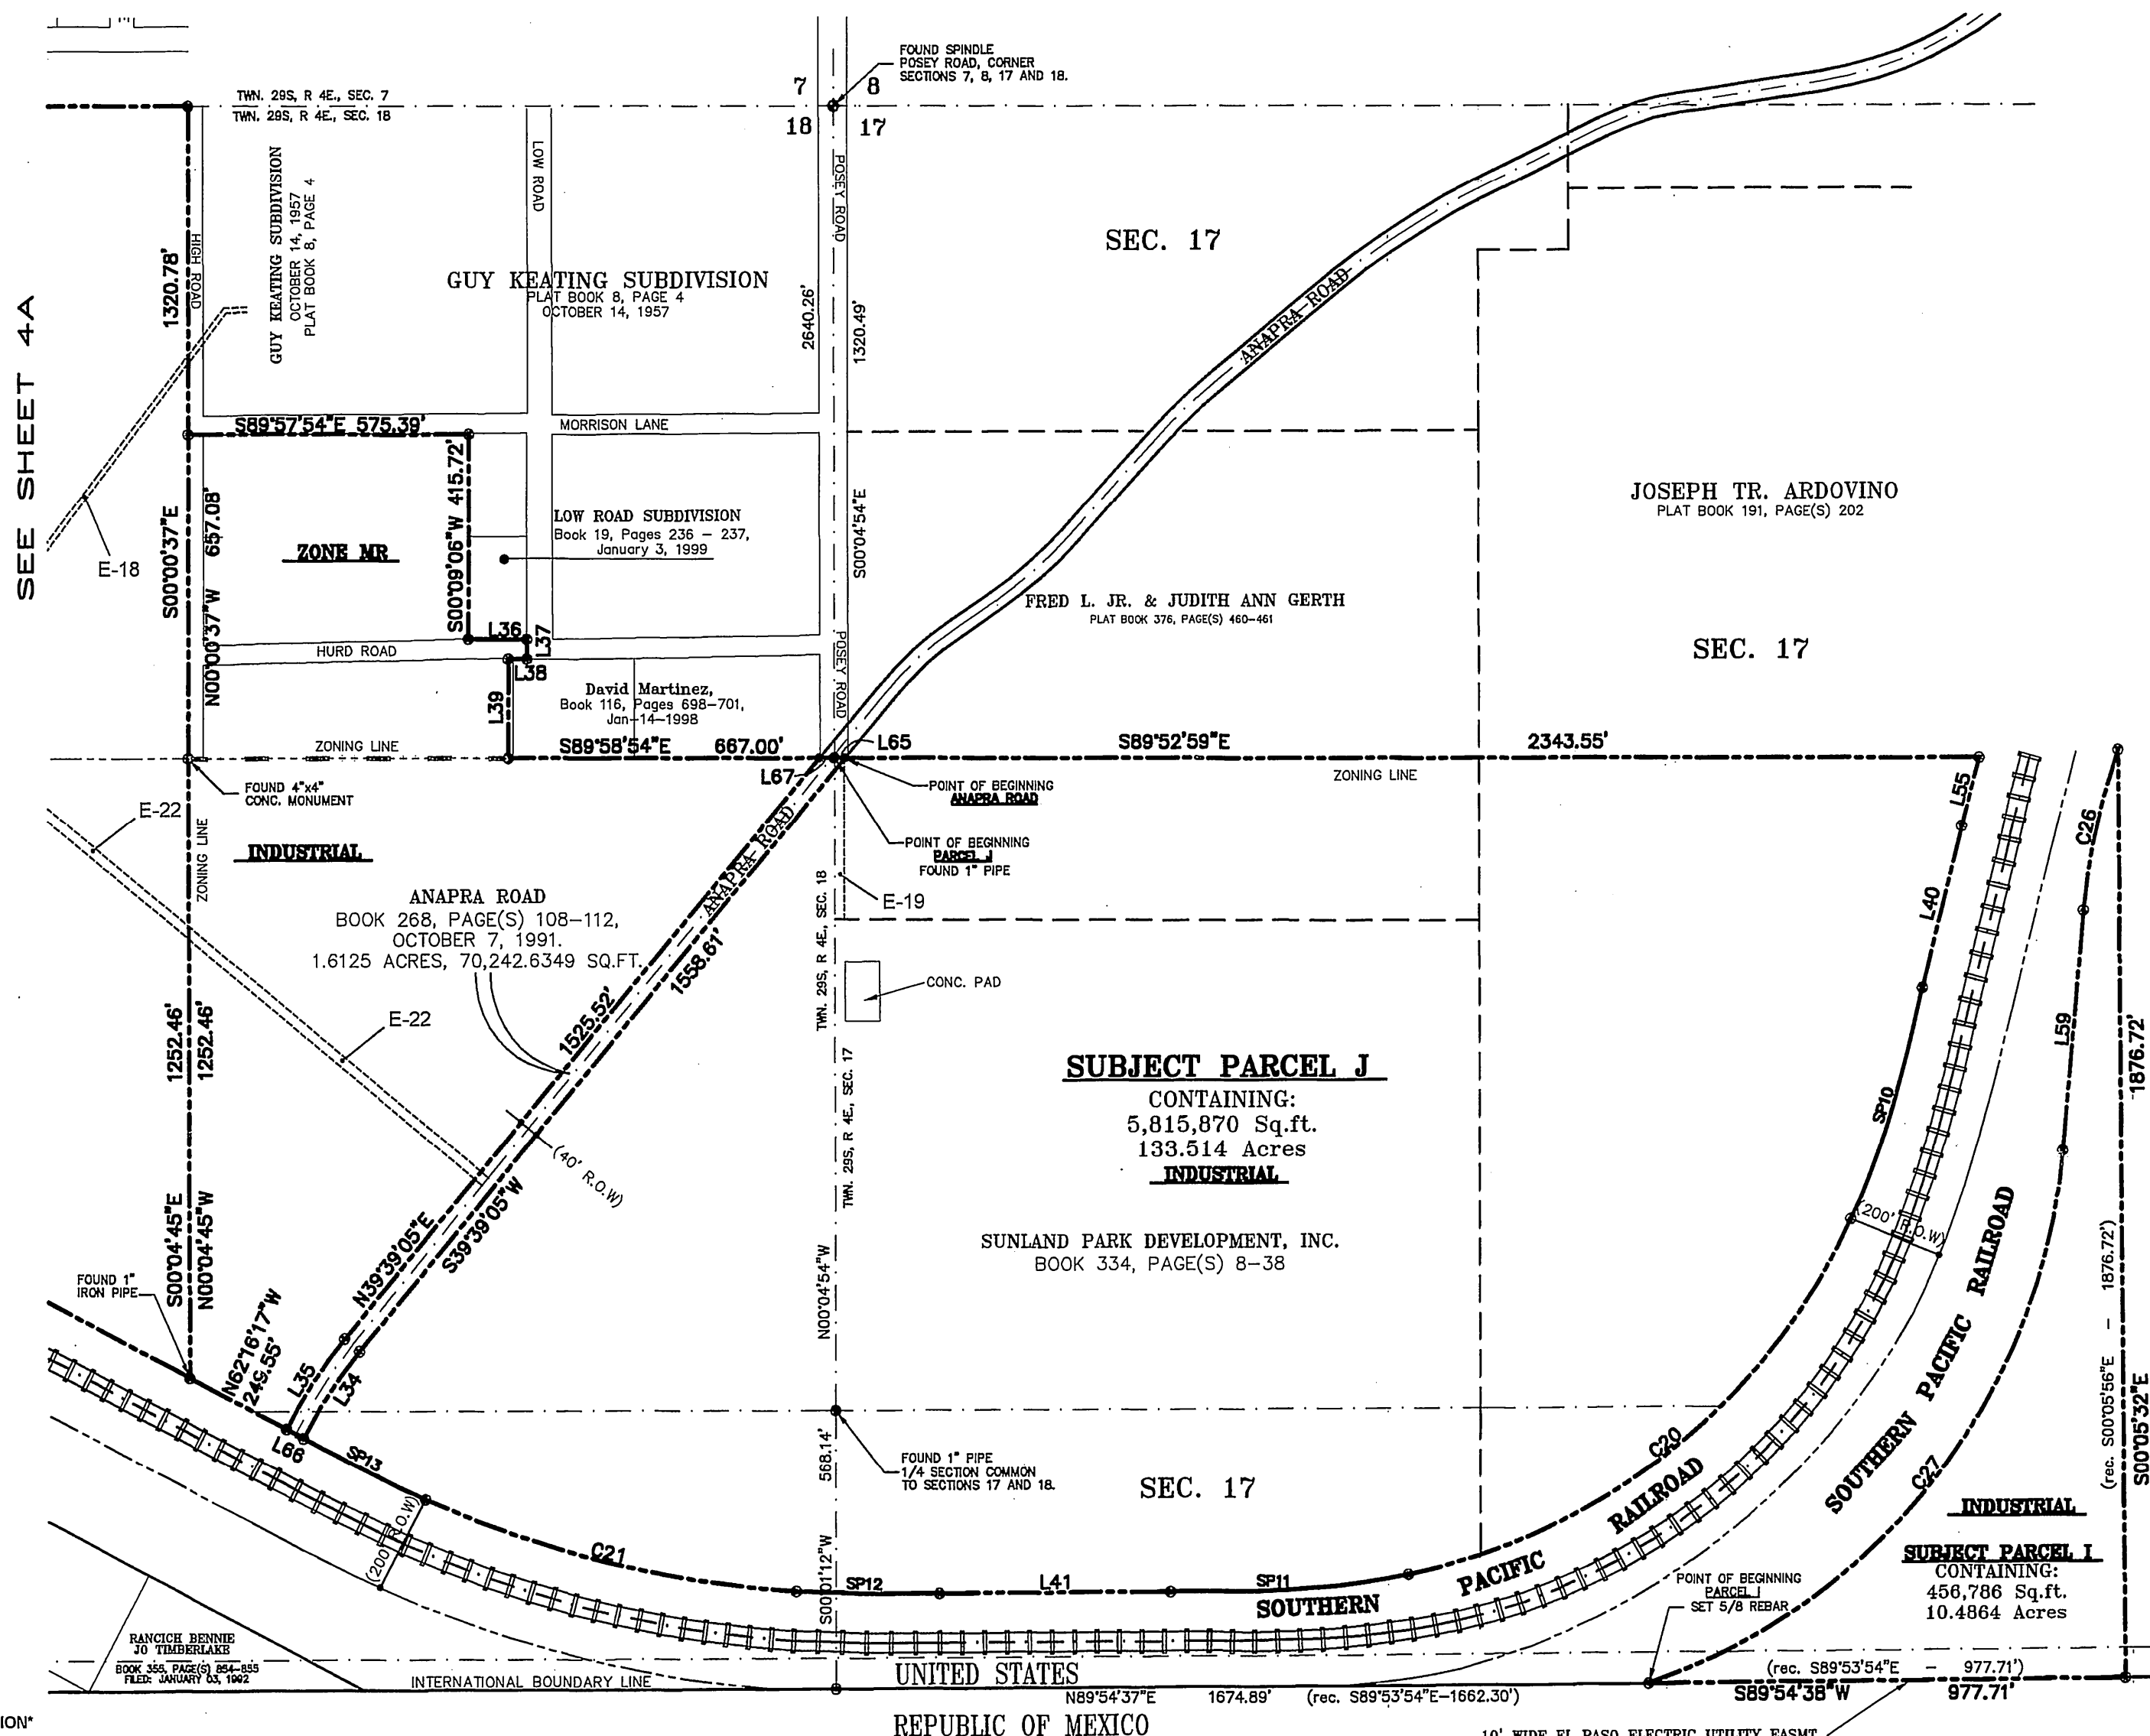 FOUND SPINDLE
POSEY ROAD, CORNER
SECTIONS 7, 8, 17 AND 18.
7
8
18
17
TWN. 29S, R 4E., SEC. 7
TWN. 29S, R 4E., SEC. 18
SEE SHEET 4A
1320.78'
HIGH ROAD
GUY KEATING SUBDIVISION
OCTOBER 14, 1957
PLAT BOOK 8, PAGE 4
LOW ROAD
GUY KEATING SUBDIVISION
PLAT BOOK 8, PAGE 4
OCTOBER 14, 1957
2640.26'
POSEY ROAD
1320.49'
SEC. 17
ANAPRA ROAD
S89°57'54"E 575.39'
MORRISON LANE
S00°00'37"E
N00°00'37"W 657.08'
ZONE MR
S00°09'06"W 415.72'
LOW ROAD SUBDIVISION
Book 19, Pages 236 – 237,
January 3, 1999
S00°04'54"E
E-18
JOSEPH TR. ARDOVINO
PLAT BOOK 191, PAGE(S) 202
FRED L. JR. & JUDITH ANN GERTH
PLAT BOOK 376, PAGE(S) 460-461
SEC. 17
L36
L37
L38
L39
HURD ROAD
POSEY ROAD
David Martinez,
Book 116, Pages 698-701,
Jan-14-1998
ZONING LINE
S89°58'54"E 667.00'
L67
L65
S89°52'59"E 2343.55'
ZONING LINE
FOUND 4"x4"
CONC. MONUMENT
POINT OF BEGINNING
ANAPRA ROAD
POINT OF BEGINNING
PARCEL J
FOUND 1" PIPE
E-22
ZONING LINE
INDUSTRIAL
ANAPRA ROAD
E-19
L55
L40
C26
L59
ANAPRA ROAD
BOOK 268, PAGE(S) 108-112,
OCTOBER 7, 1991.
1.6125 ACRES, 70,242.6349 SQ.FT.
TWN. 29S, R 4E., SEC. 18
CONC. PAD
1558.61'
1525.52'
E-22
1252.46'
1252.46'
TWN. 29S, R 4E., SEC. 17
SUBJECT PARCEL J
CONTAINING:
5,815,870 Sq.ft.
133.514 Acres
INDUSTRIAL
SUNLAND PARK DEVELOPMENT, INC.
BOOK 334, PAGE(S) 8-38
SP10
1876.72'
(40' R.O.W)
(200' R.O.W)
N39°39'05"E
S39°39'05"W
S00°04'45"E
N00°04'45"W
N00°04'54"W
FOUND 1"
IRON PIPE
N62°16'17"W
249.55'
L35
L34
L66
SP13
SOUTHERN PACIFIC RAILROAD
(rec. S00°05'56"E – 1876.72')
S00°05'32"E
568.14'
FOUND 1" PIPE
1/4 SECTION COMMON
TO SECTIONS 17 AND 18.
SEC. 17
C20
C27
INDUSTRIAL
SUBJECT PARCEL I
CONTAINING:
456,786 Sq.ft.
10.4864 Acres
(200' R.O.W)
C21
SP12
S00°01'12"W
L41
SP11
SOUTHERN PACIFIC RAILROAD
POINT OF BEGINNING
PARCEL I
SET 5/8 REBAR
RANCICH BENNIE
JO TIMBERLAKE
BOOK 355, PAGE(S) 854-855
FILED: JANUARY 03, 1992
INTERNATIONAL BOUNDARY LINE
UNITED STATES
N89°54'37"E 1674.89' (rec. S89°53'54"E-1662.30')
(rec. S89°53'54"E – 977.71')
S89°54'38"W 977.71'
REPUBLIC OF MEXICO
ION*
10' WIDE EL PASO ELECTRIC UTILITY EASMT